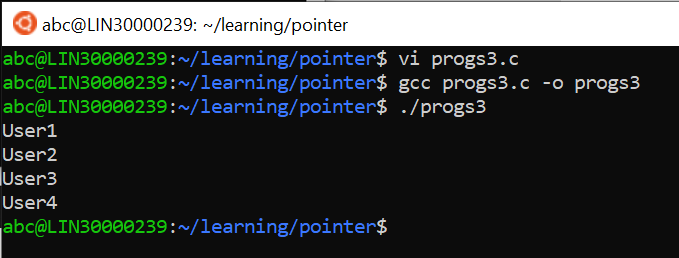 abc@LIN30000239: ~/learning/pointer
abc@LIN30000239:~/learning/pointer$ vi progs3.c
abc@LIN30000239:~/learning/pointer$ gcc progs3.c -o progs3
abc@LIN30000239:~/learning/pointer$ ./progs3
User1
User2
User3
User4
abc@LIN30000239:~/learning/pointer$